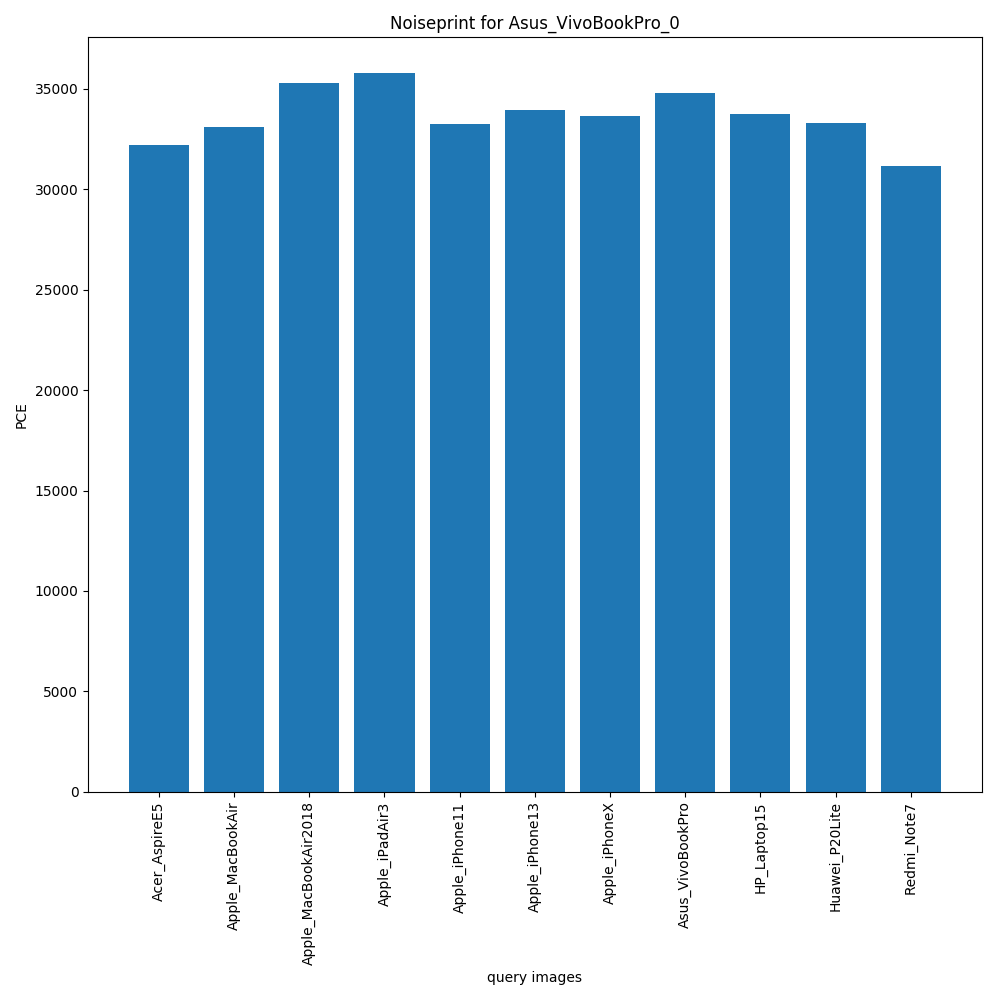 Noiseprint for Asus_VivoBookPro_0
PCE
35000
30000
25000
20000
15000
10000
5000
0
Acer_AspireE5
Apple_MacBookAir
Apple_MacBookAir2018
Apple_iPadAir3
Apple_iPhone11
Apple_iPhone13
Apple_iPhoneX
Asus_VivoBookPro
HP_Laptop15
Huawei_P20Lite
Redmi_Note7
query images